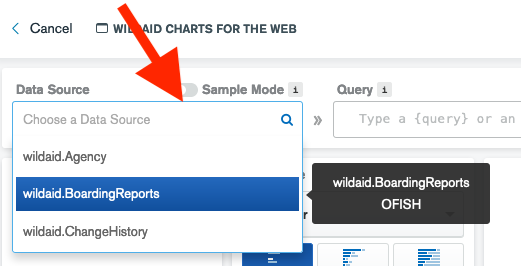 Cancel
WILDAID CHARTS FOR THE WEB
Data Source
Sample Mode i
Query i
Choose a Data Source
»
Type a {query} or an
wildaid.Agency
wildaid.BoardingReports
wildaid.ChangeHistory
wildaid.BoardingReports
OFISH